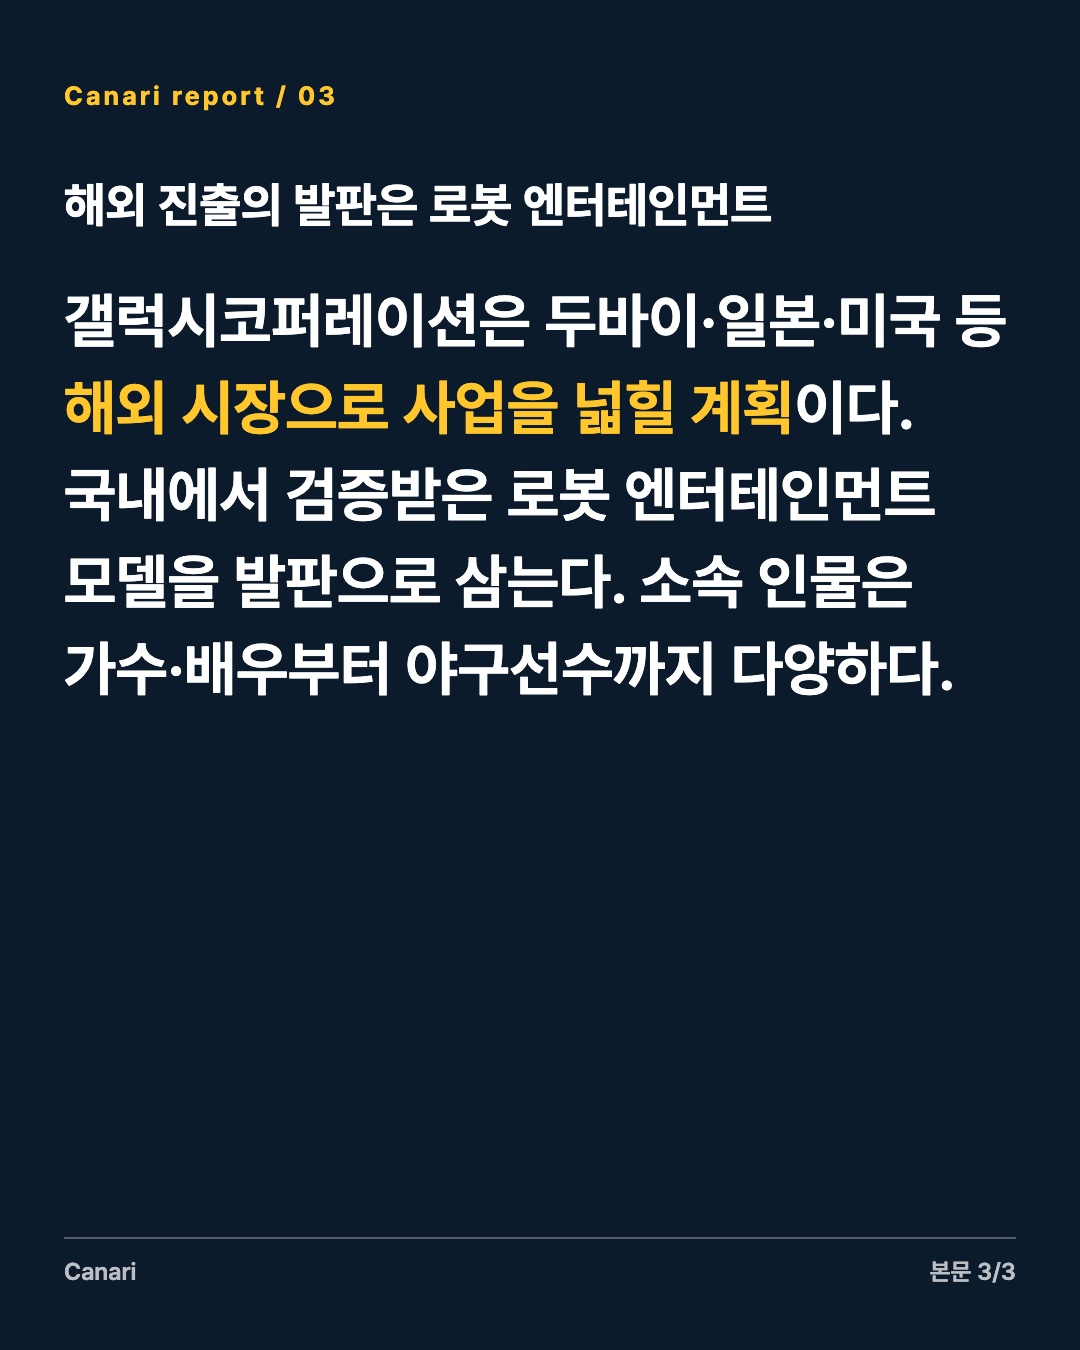 Canari report / 03
해외 진출의 발판은 로봇 엔터테인먼트
갤럭시코퍼레이션은 두바이·일본·미국 등
해외 시장으로 사업을 넓힐 계획이다.
국내에서 검증받은 로봇 엔터테인먼트
모델을 발판으로 삼는다. 소속 인물은
가수·배우부터 야구선수까지 다양하다.
Canari
본문 3/3